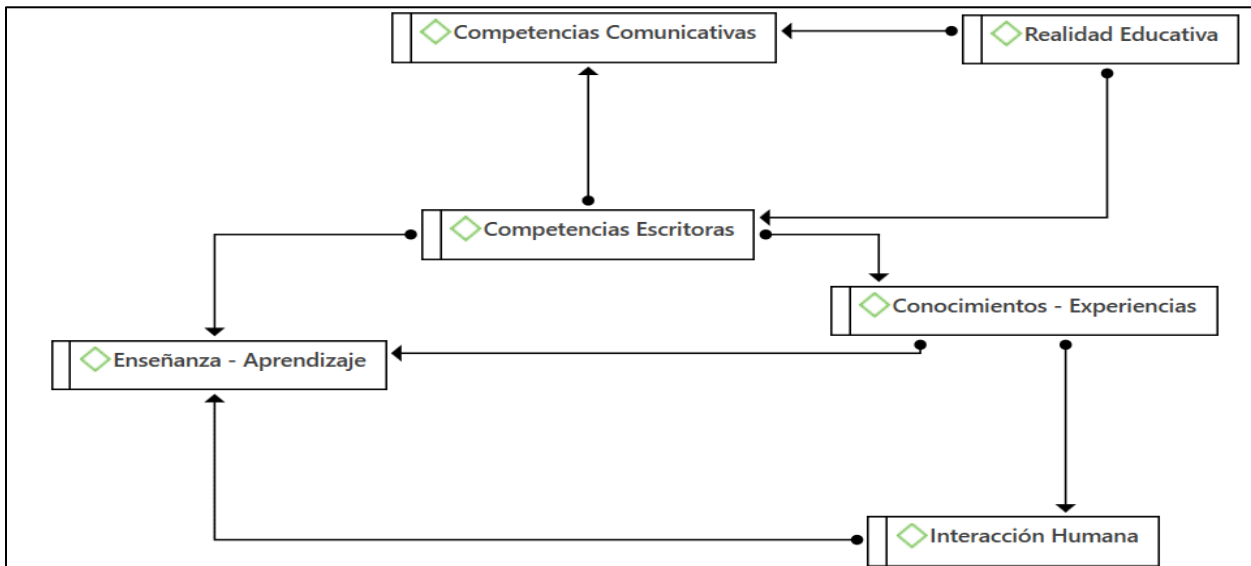 Competencias Comunicativas
Realidad Educativa
Competencias Escritoras
Conocimientos - Experiencias
Enseñanza - Aprendizaje
Interacción Humana